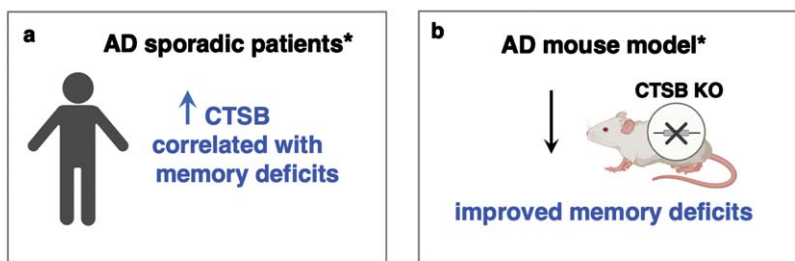 a
AD sporadic patients*
↑ CTSB
correlated with
memory deficits
b
AD mouse model*
CTSB KO
improved memory deficits